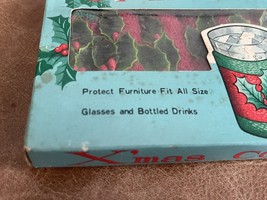 Protect Furniture Fit All Size
Glasses and Bottled Drinks
X'mas